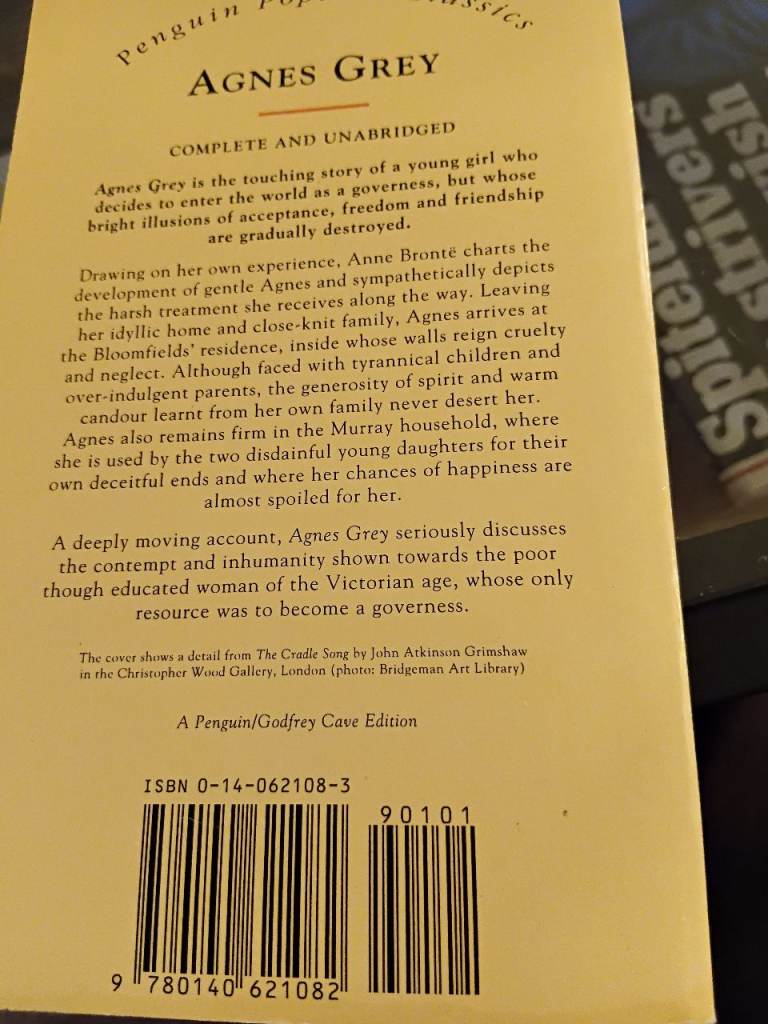 Penguin Classics
AGNES GREY
COMPLETE AND UNABRIDGED
Agnes Grey is the touching story of a young girl who
decides to enter the world as a governess, but whose
bright illusions of acceptance, freedom and friendship
are gradually destroyed.
Drawing on her own experience, Anne Brontë charts the
development of gentle Agnes and sympathetically depicts
the harsh treatment she receives along the way. Leaving
her idyllic home and close-knit family, Agnes arrives at
the Bloomfields' residence, inside whose walls reign cruelty
and neglect. Although faced with tyrannical children and
over-indulgent parents, the generosity of spirit and warm
candour learnt from her own family never desert her.
Agnes also remains firm in the Murray household, where
she is used by the two disdainful young daughters for their
own deceitful ends and where her chances of happiness are
almost spoiled for her.
A deeply moving account, Agnes Grey seriously discusses
the contempt and inhumanity shown towards the poor
though educated woman of the Victorian age, whose only
resource was to become a governess.
The cover shows a detail from The Cradle Song by John Atkinson Grimshaw
in the Christopher Wood Gallery, London (photo: Bridgeman Art Library)
A Penguin/Godfrey Cave Edition
ISBN 0-14-062108-3
90101
9 780140 621082
strivers